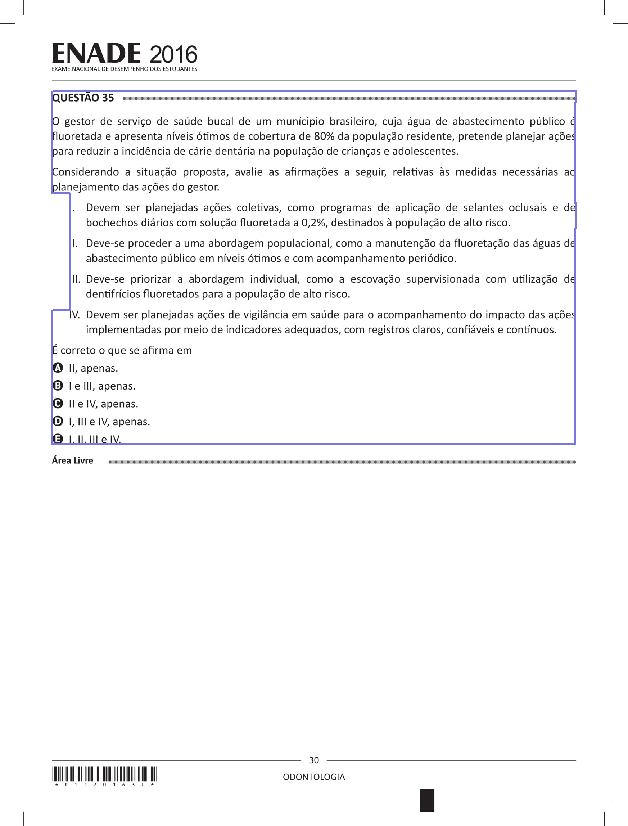 ENADE 2016
EXAME NACIONAL DE DESEMPENHO DOS ESTUDANTES
QUESTÃO 35
O gestor de serviço de saúde bucal de um município brasileiro, cuja água de abastecimento público é
fluoretada e apresenta níveis ótimos de cobertura de 80% da população residente, pretende planejar ações
para reduzir a incidência de cárie dentária na população de crianças e adolescentes.
Considerando a situação proposta, avalie as afirmações a seguir, relativas às medidas necessárias ao
planejamento das ações do gestor.
I. Devem ser planejadas ações coletivas, como programas de aplicação de selantes oclusais e de
bochechos diários com solução fluoretada a 0,2%, destinados à população de alto risco.
II. Deve-se proceder a uma abordagem populacional, como a manutenção da fluoretação das águas de
abastecimento público em níveis ótimos e com acompanhamento periódico.
III. Deve-se priorizar a abordagem individual, como a escovação supervisionada com utilização de
dentifrícios fluoretados para a população de alto risco.
IV. Devem ser planejadas ações de vigilância em saúde para o acompanhamento do impacto das ações
implementadas por meio de indicadores adequados, com registros claros, confiáveis e contínuos.
É correto o que se afirma em
A II, apenas.
B I e III, apenas.
C II e IV, apenas.
D I, III e IV, apenas.
E I, II, III e IV.
Área Livre
30
ODONTOLOGIA